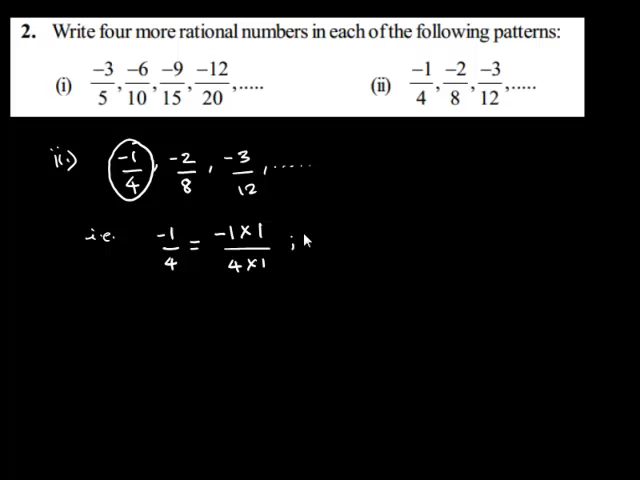 2. Write four more rational numbers in each of the following patterns:
(i) −3/5, −6/10, −9/15, −12/20, ..... (ii) −1/4, −2/8, −3/12, .....
ii.) −1/4, −2/8, −3/12, ......
i.e. −1/4 = −1×1/4×1 ;